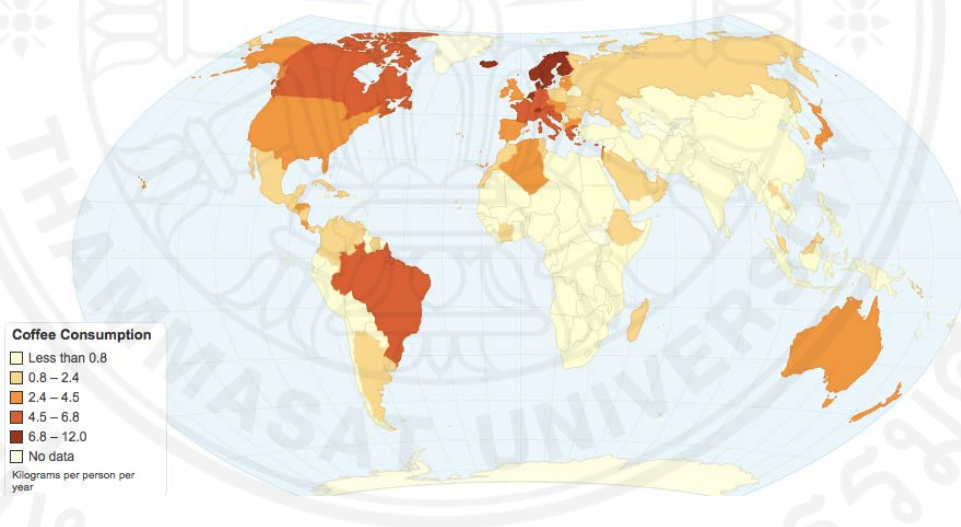 THAMMASAT UNIVERSITY
Coffee Consumption
Less than 0.8
0.8 – 2.4
2.4 – 4.5
4.5 – 6.8
6.8 – 12.0
No data
Kilograms per person per
year